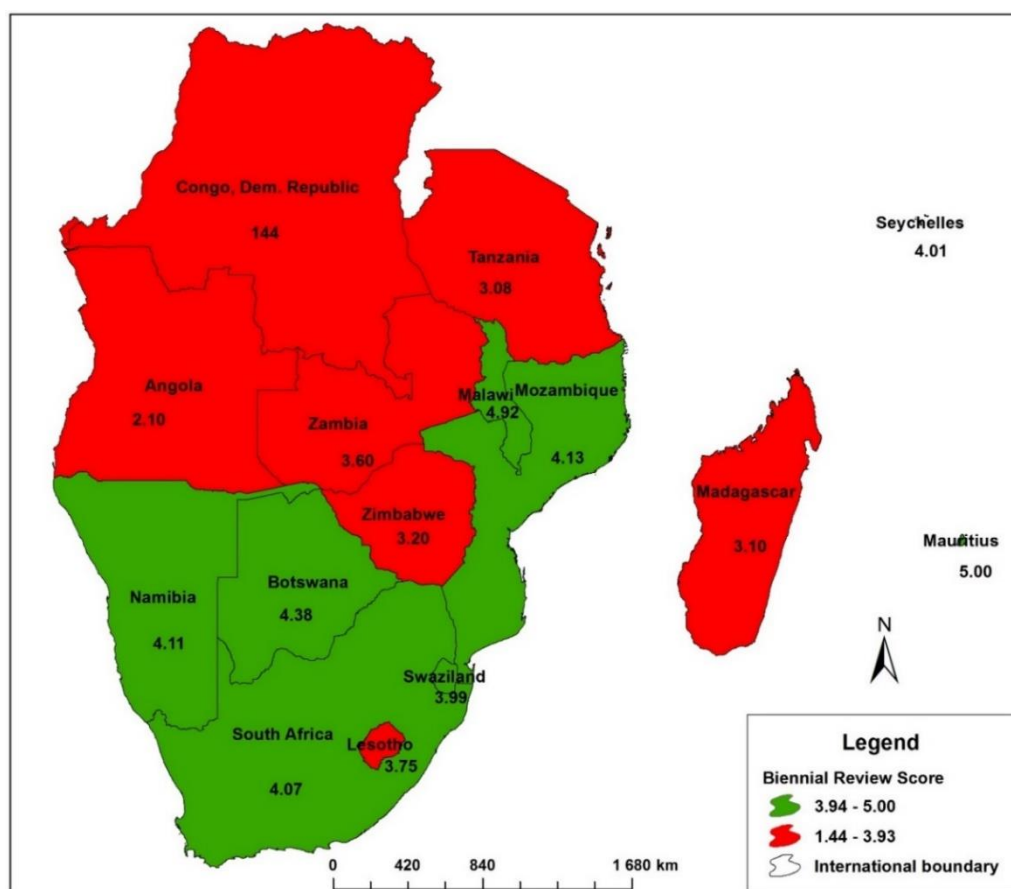 Congo, Dem. Republic
144
Seychelles
4.01
Tanzania
3.08
Angola
2.10
Malawi
4.92
Mozambique
4.13
Zambia
3.60
Zimbabwe
3.20
Madagascar
3.10
Mauritius
5.00
Namibia
4.11
Botswana
4.38
Swaziland
3.99
South Africa
4.07
Lesotho
3.75
N
Legend
Biennial Review Score
3.94 - 5.00
1.44 - 3.93
International boundary
0 420 840 1 680 km